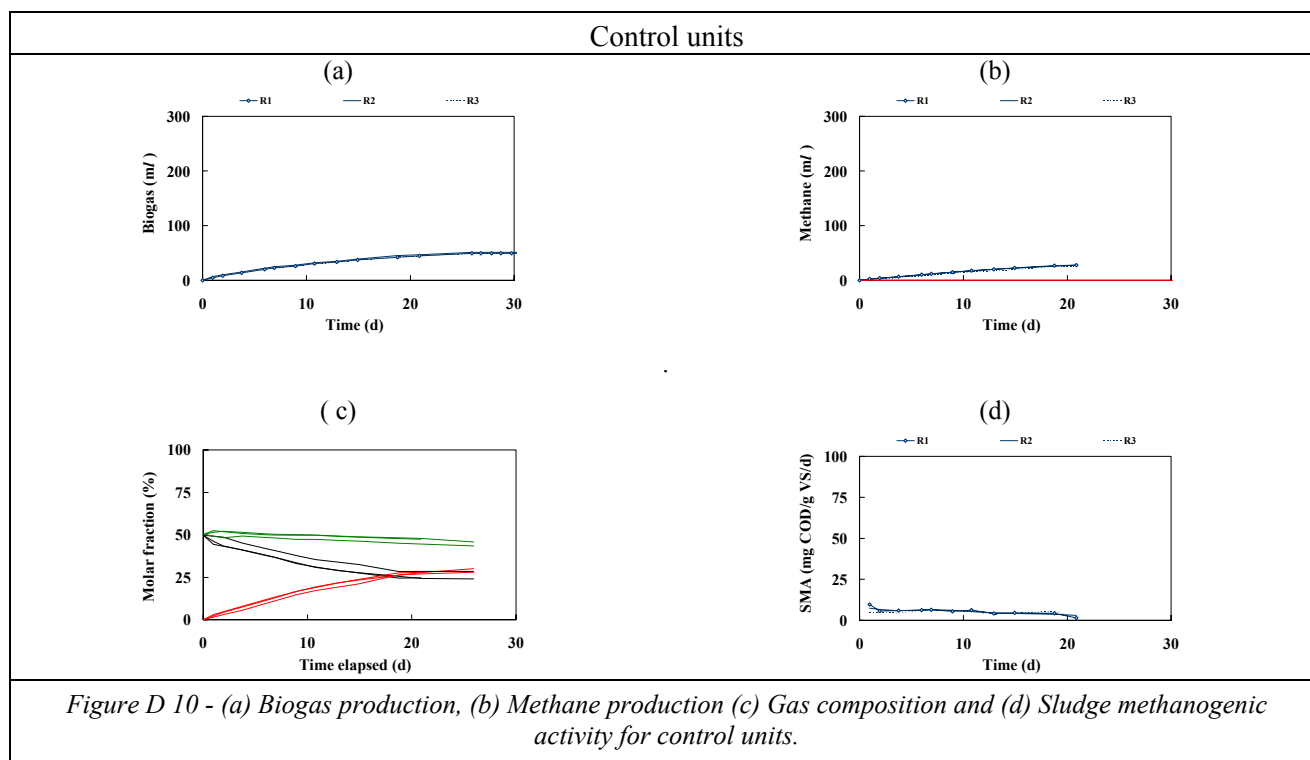 Control units
(a)
R1 R2 R3
300
200
100
0
Biogas (ml )
0 10 20 30
Time (d)
(b)
R1 R2 R3
300
200
100
0
Methane (ml )
0 10 20 30
Time (d)
.
( c)
100
75
50
25
0
Molar fraction (%)
0 10 20 30
Time elapsed (d)
(d)
R1 R2 R3
100
75
50
25
0
SMA (mg COD/g VS/d)
0 10 20 30
Time (d)
Figure D 10 - (a) Biogas production, (b) Methane production (c) Gas composition and (d) Sludge methanogenic
activity for control units.